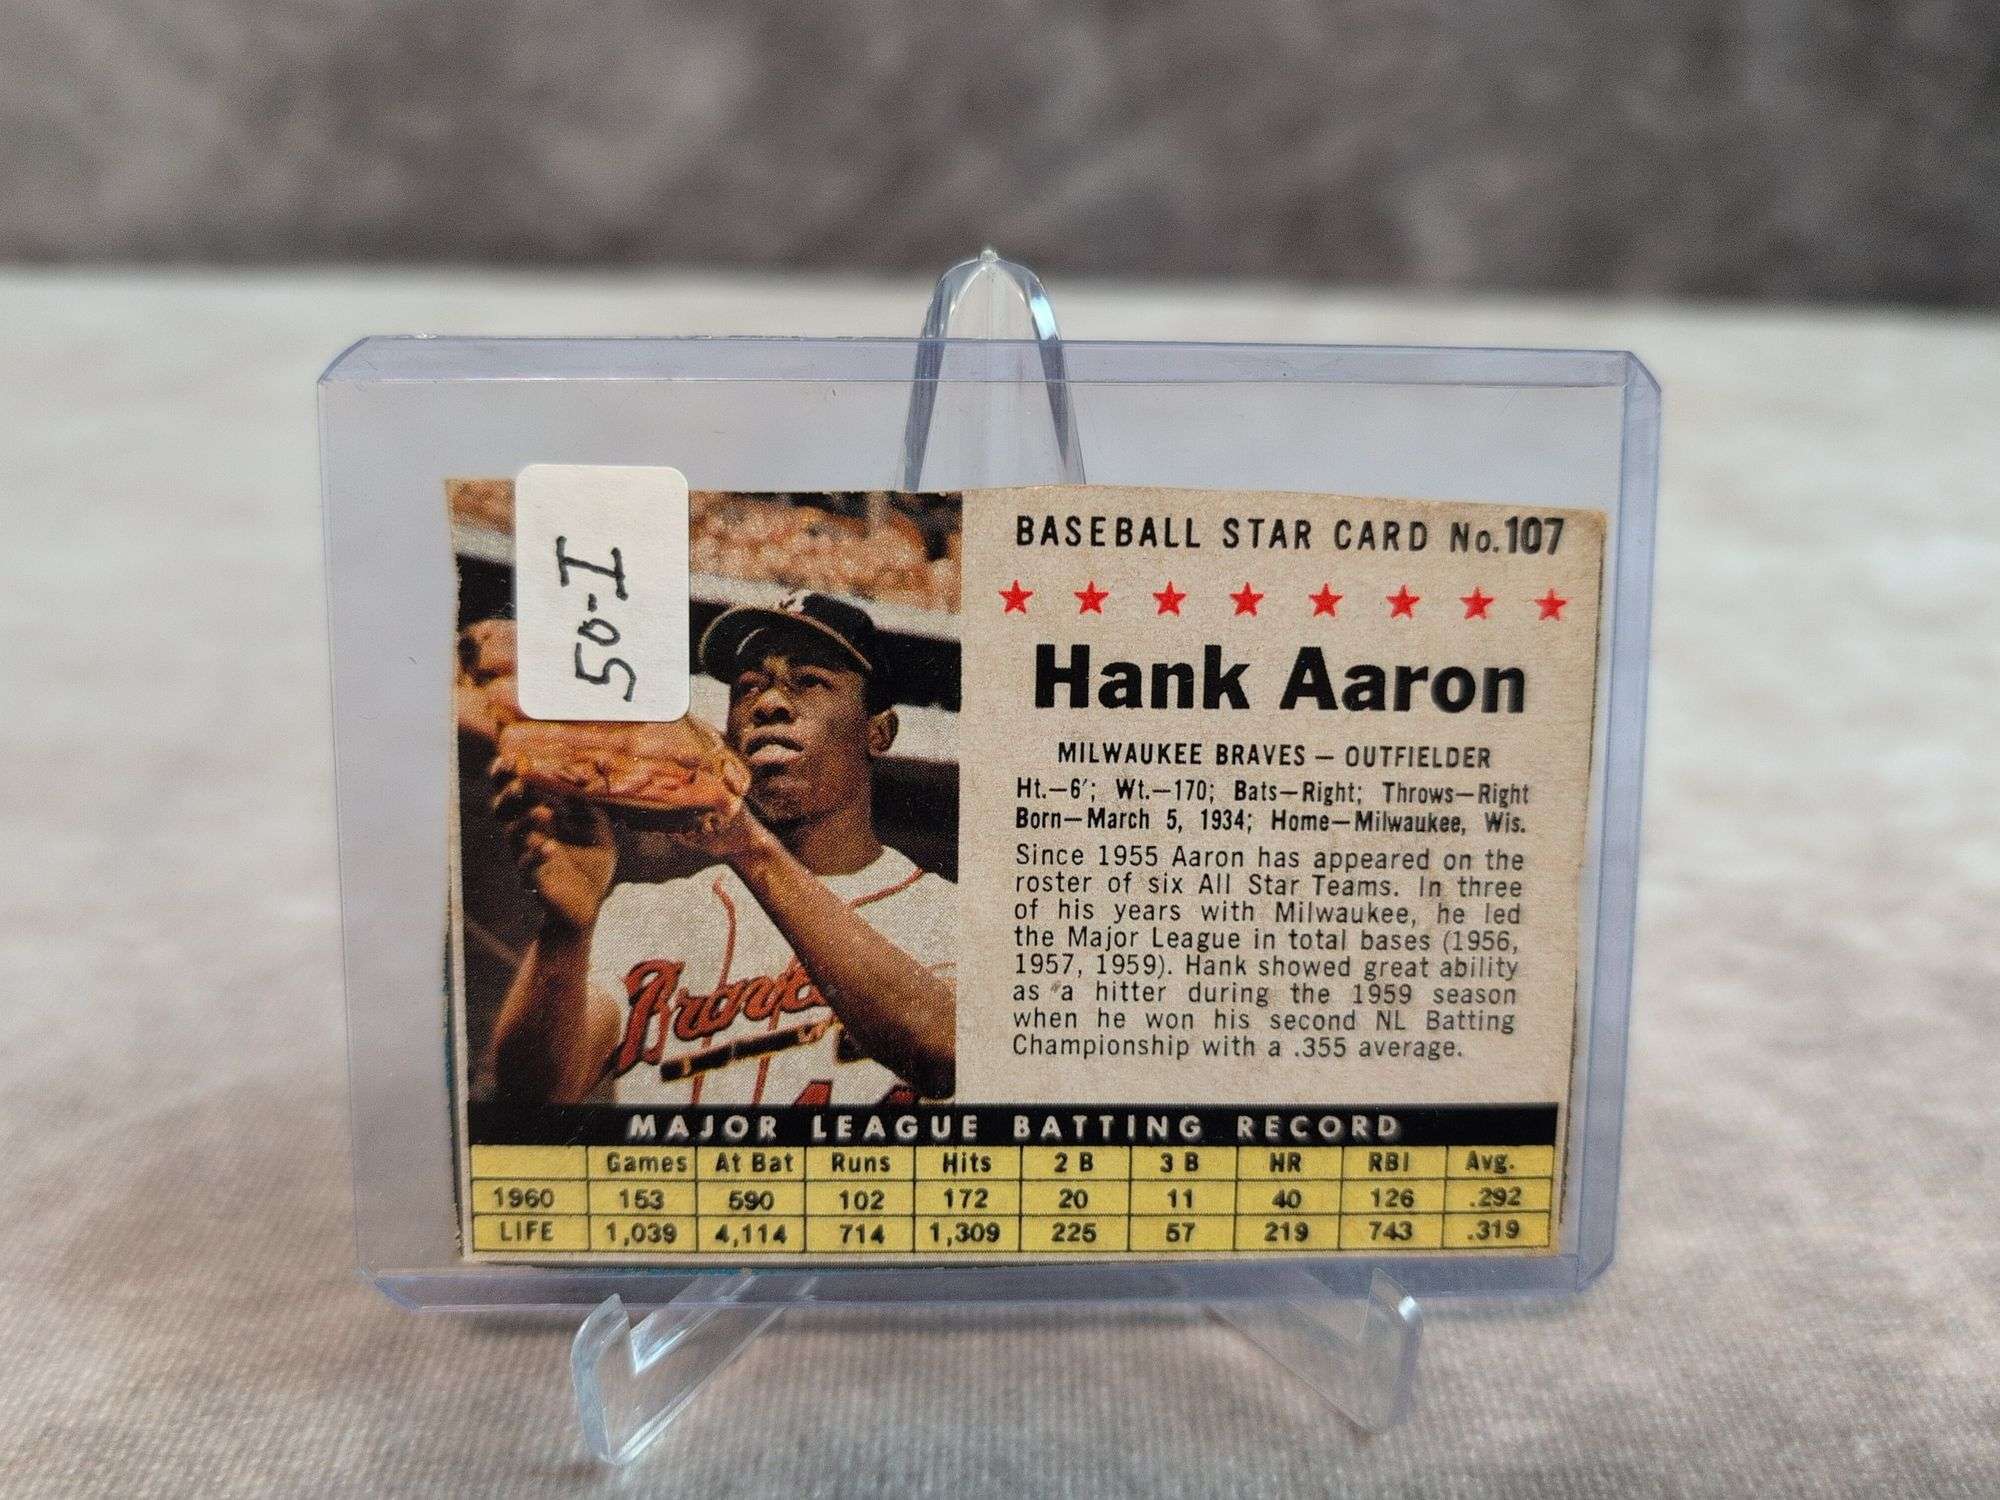 50-I
BASEBALL STAR CARD No.107
Hank Aaron
MILWAUKEE BRAVES — OUTFIELDER
Ht.—6'; Wt.—170; Bats—Right; Throws—Right
Born—March 5, 1934; Home—Milwaukee, Wis.
Since 1955 Aaron has appeared on the
roster of six All Star Teams. In three
of his years with Milwaukee, he led
the Major League in total bases (1956,
1957, 1959). Hank showed great ability
as a hitter during the 1959 season
when he won his second NL Batting
Championship with a .355 average.
Braves
MAJOR LEAGUE BATTING RECORD
Games At Bat Runs Hits 2 B 3 B HR RBI Avg.
1960 153 590 102 172 20 11 40 126 .292
LIFE 1,039 4,114 714 1,309 225 57 219 743 .319